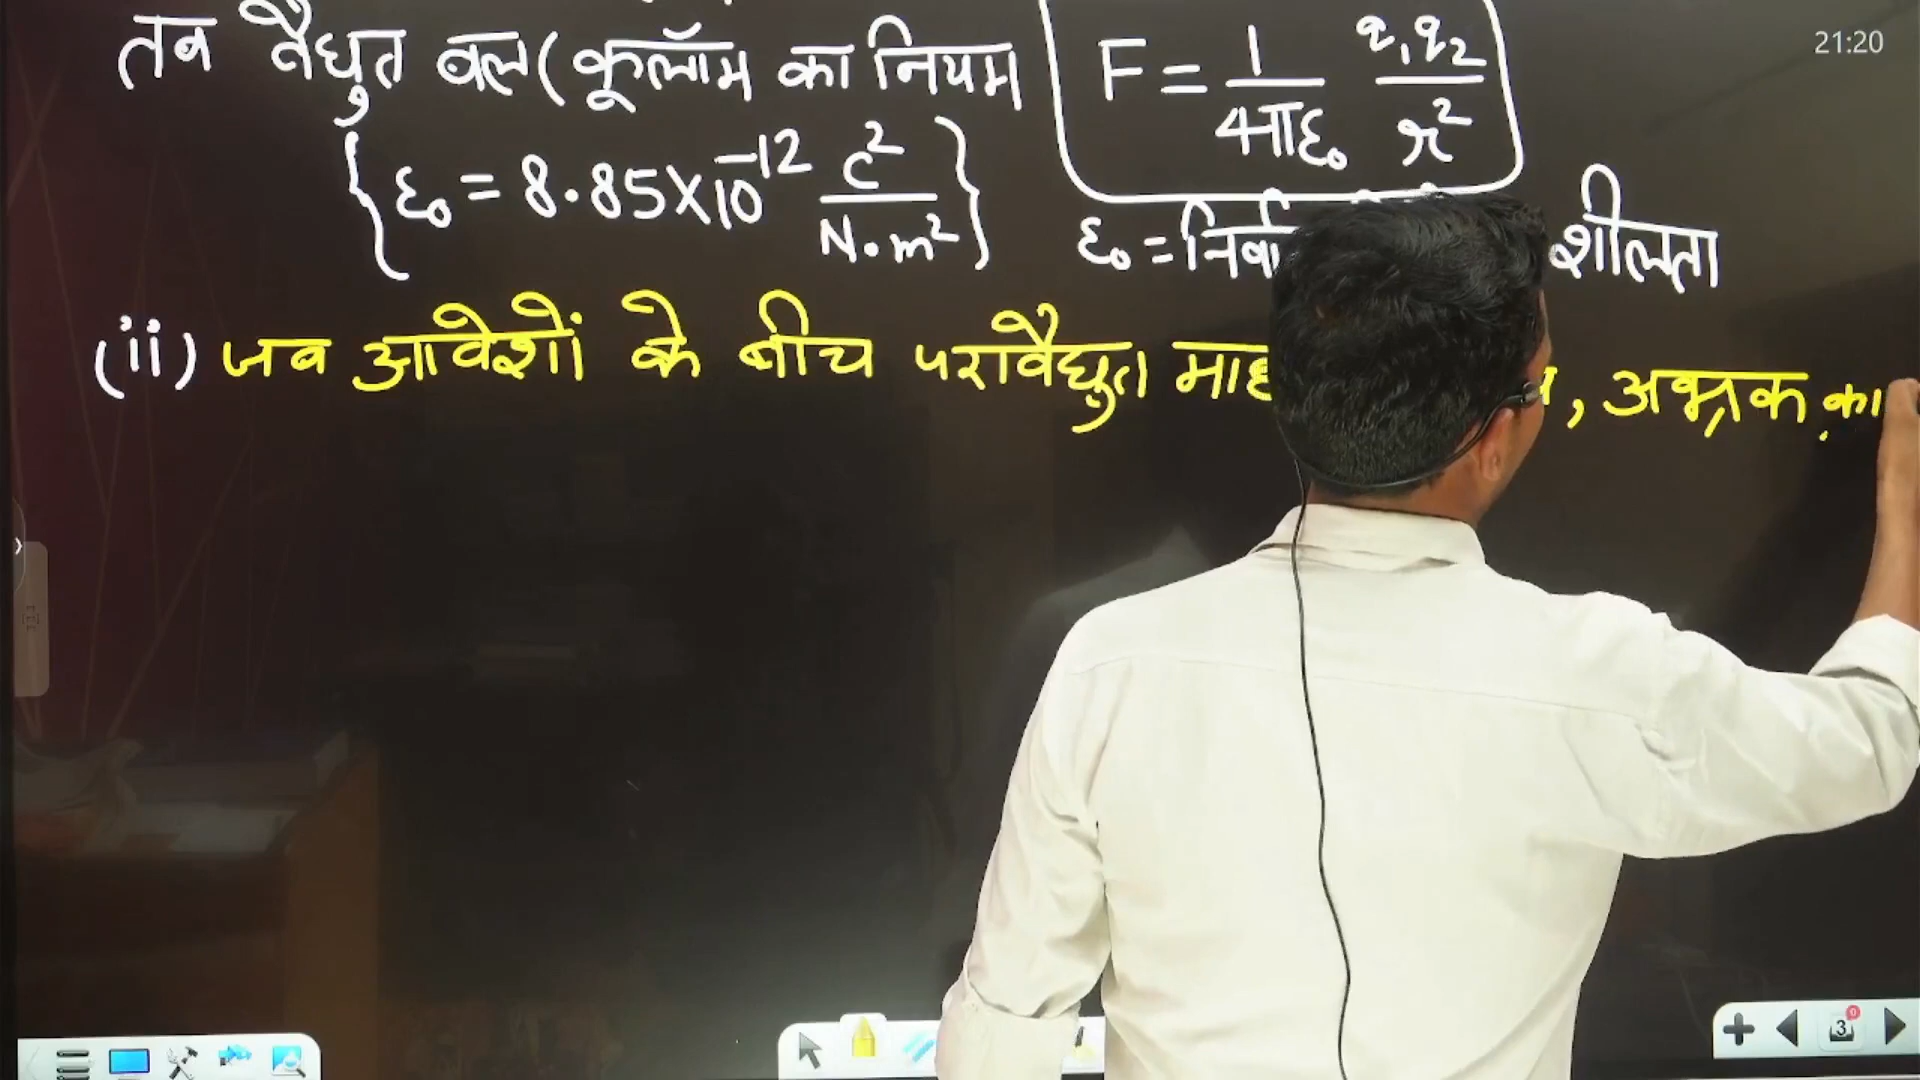 21:20
तब वैद्युत बल (कूलॉम का नियम
F = 1/4πε₀ q₁q₂/r²
{ε₀ = 8.85×10⁻¹² C²/N.m²}
ε₀ = शीलता
(ii) जब आवेशों के बीच परावैद्युत , अभ्रक, का
3